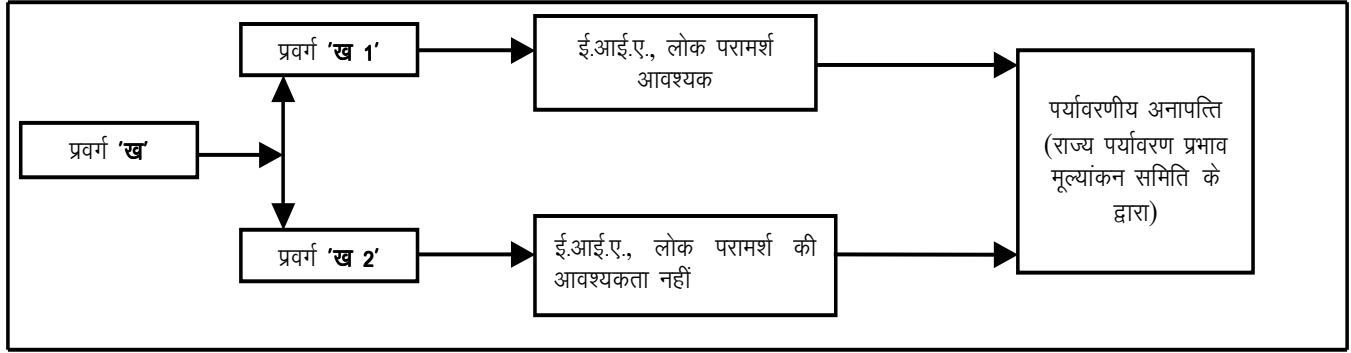 प्रवर्ग 'ख 1'
ई.आई.ए., लोक परामर्श
आवश्यक
पर्यावरणीय अनापत्ति
(राज्य पर्यावरण प्रभाव
मूल्यांकन समिति के
द्वारा)
प्रवर्ग 'ख'
प्रवर्ग 'ख 2'
ई.आई.ए., लोक परामर्श की
आवश्यकता नहीं